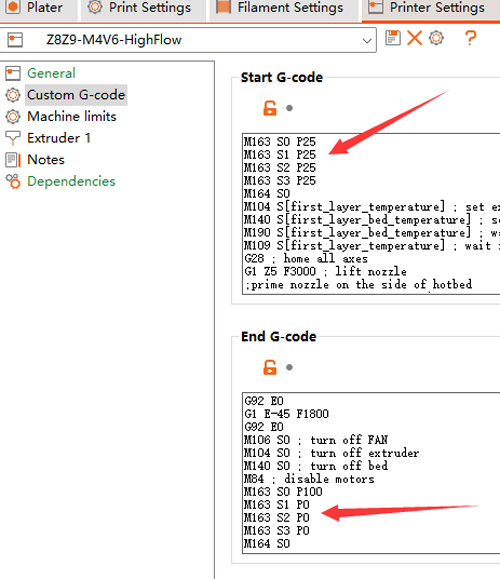 Plater Print Settings Filament Settings Printer Settings
Z8Z9-M4V6-HighFlow
?
General
Custom G-code
Machine limits
Extruder 1
Notes
Dependencies
Start G-code
M163 S0 P25
M163 S1 P25
M163 S2 P25
M163 S3 P25
M164 S0
M104 S[first_layer_temperature] ; set ex
M140 S[first_layer_bed_temperature] ; se
M190 S[first_layer_bed_temperature] ; wa
M109 S[first_layer_temperature] ; wait
G28 ; home all axes
G1 Z5 F3000 ; lift nozzle
;prime nozzle on the side of hotbed
End G-code
G92 E0
G1 E-45 F1800
G92 E0
M106 S0 ; turn off FAN
M104 S0 ; turn off extruder
M140 S0 ; turn off bed
M84 ; disable motors
M163 S0 P100
M163 S1 P0
M163 S2 P0
M163 S3 P0
M164 S0